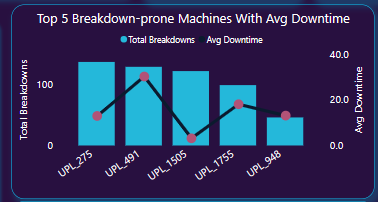 Top 5 Breakdown-prone Machines With Avg Downtime
Total Breakdowns Avg Downtime
Total Breakdowns
100
0
40.0
20.0
0.0
Avg Downtime
UPL_275
UPL_491
UPL_1505
UPL_1755
UPL_948